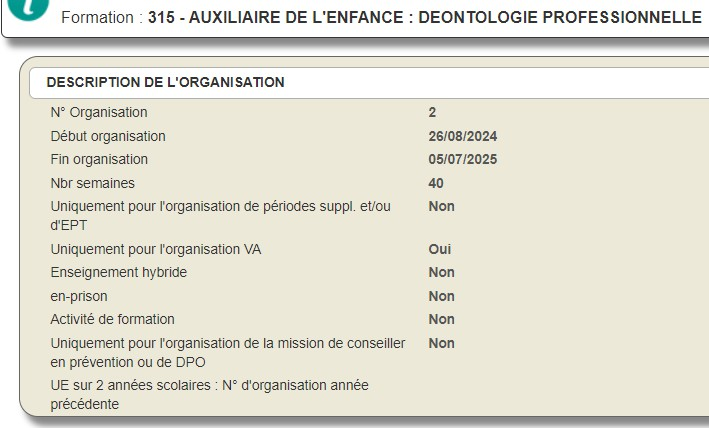 i
Formation : 315 - AUXILIAIRE DE L'ENFANCE : DEONTOLOGIE PROFESSIONNELLE
DESCRIPTION DE L'ORGANISATION
N° Organisation 2
Début organisation 26/08/2024
Fin organisation 05/07/2025
Nbr semaines 40
Uniquement pour l'organisation de périodes suppl. et/ou Non
d'EPT
Uniquement pour l'organisation VA Oui
Enseignement hybride Non
en-prison Non
Activité de formation Non
Uniquement pour l'organisation de la mission de conseiller Non
en prévention ou de DPO
UE sur 2 années scolaires : N° d'organisation année
précédente